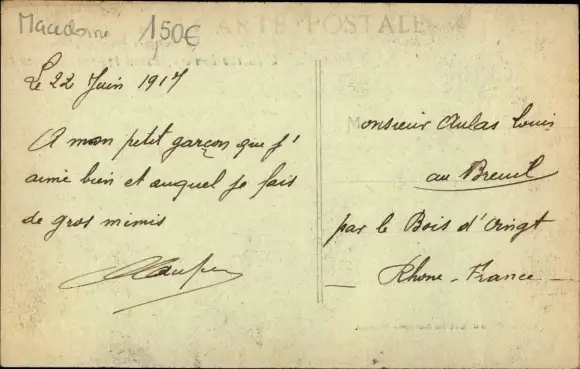 Macedoine 150€
CARTE POSTALE
Le 22 Juin 1917
A mon petit garçon que j'
aime bien et auquel je fais
de gros mimis
Monsieur Aulas Louis
au Breuil
par le Bois d'Oingt
Rhone - France